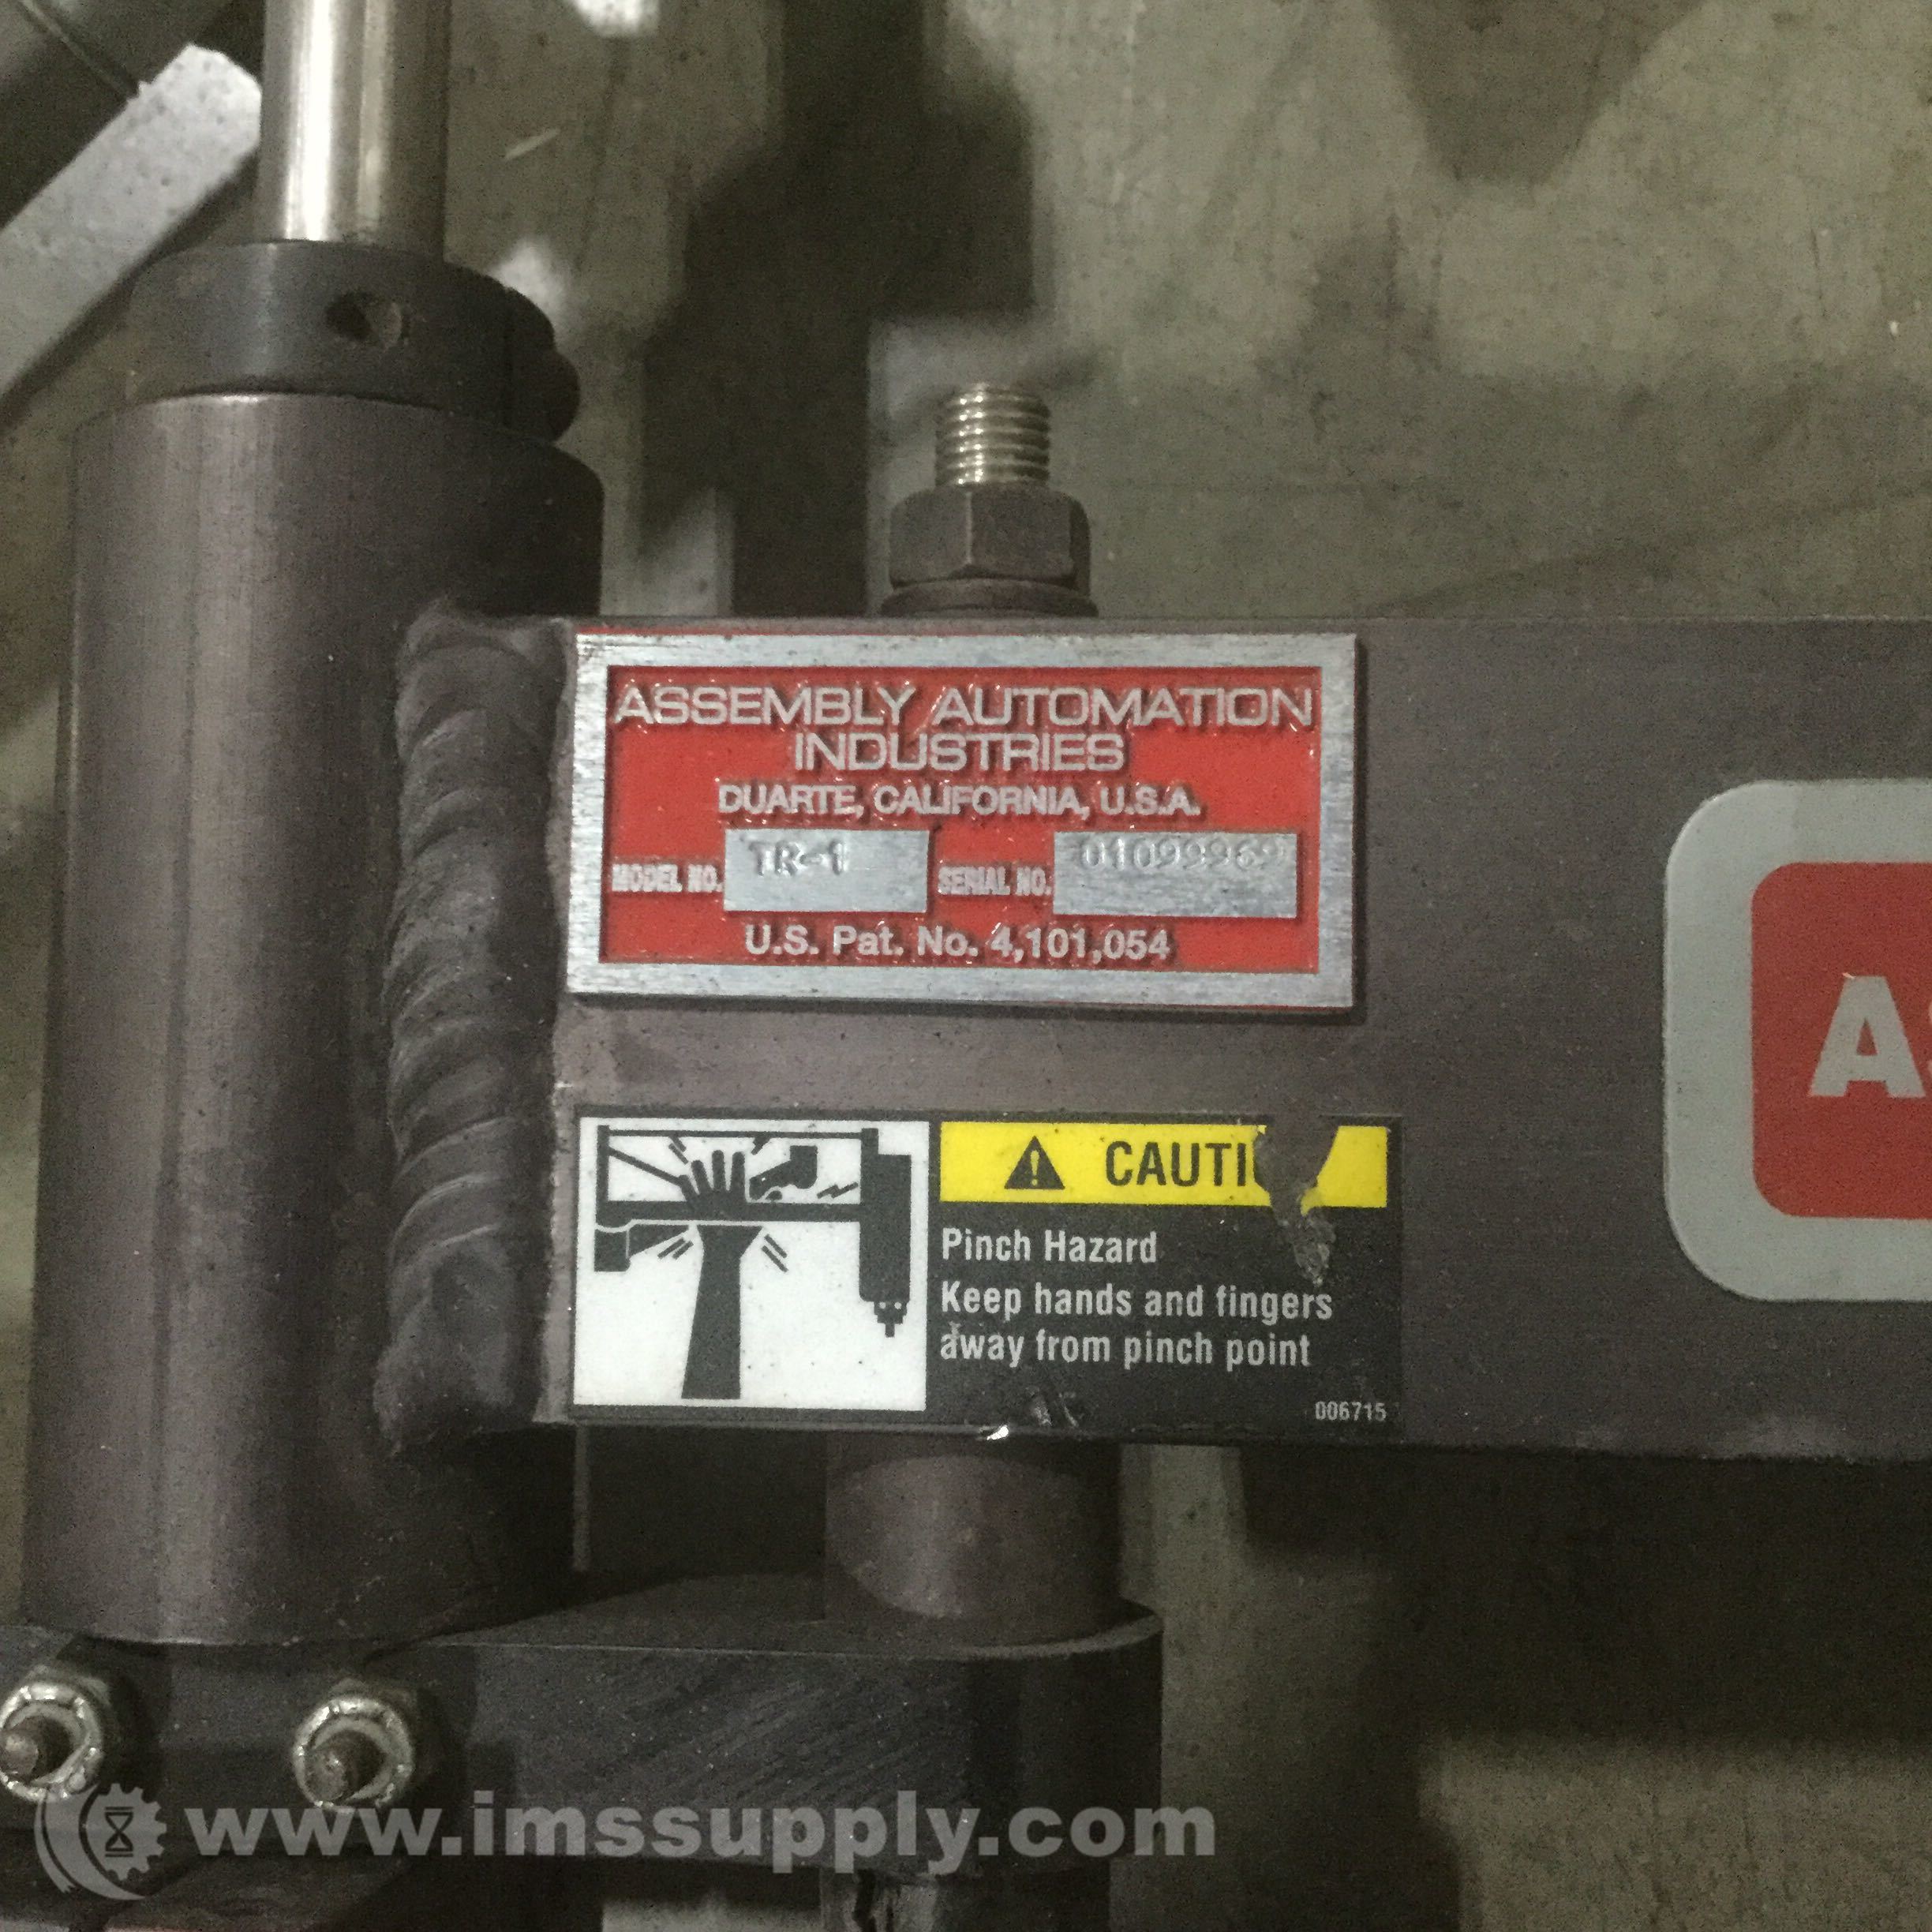 ASSEMBLY AUTOMATION
INDUSTRIES
DUARTE, CALIFORNIA, U.S.A.
MODEL NO. TR-1 SERIAL NO. 01099969
U.S. Pat. No. 4,101,054
A
CAUTI
Pinch Hazard
Keep hands and fingers
away from pinch point
006715
www.imssupply.com